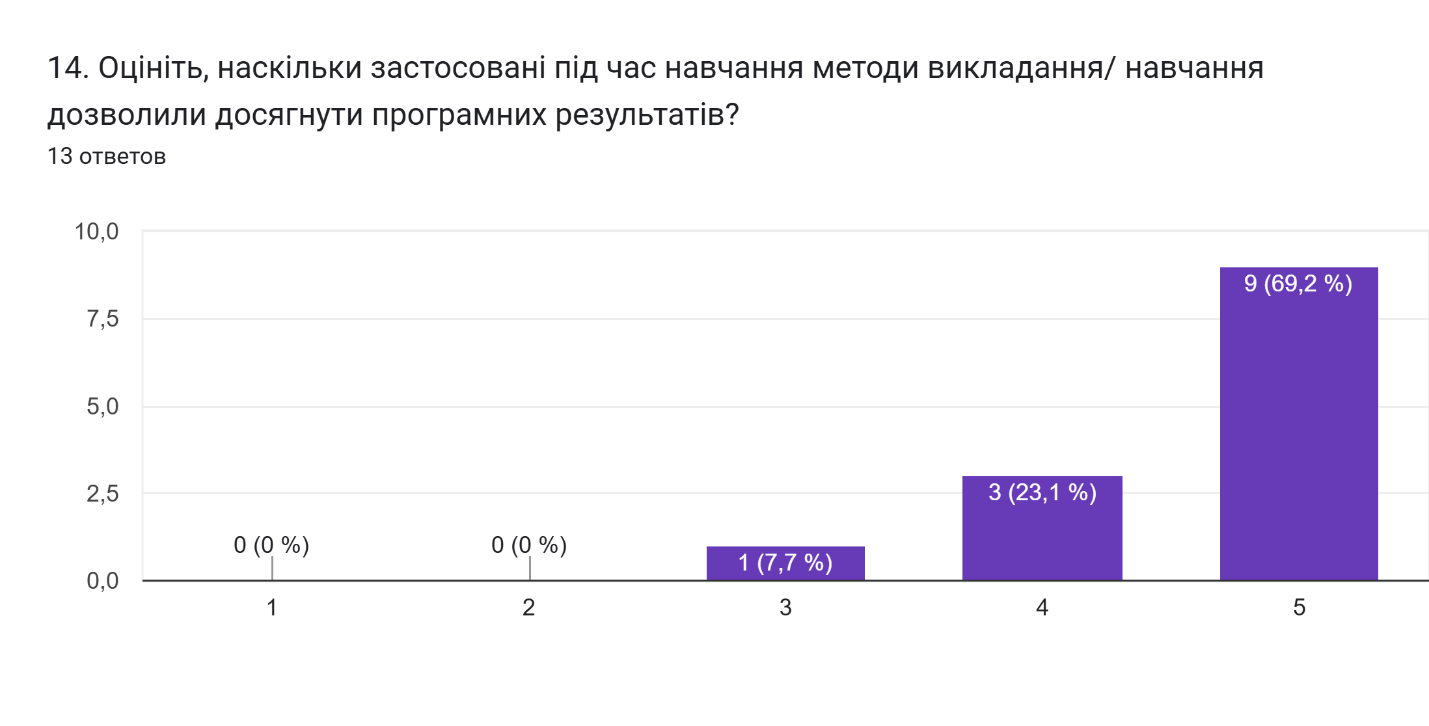 14. Оцініть, наскільки застосовані під час навчання методи викладання/ навчання
дозволили досягнути програмних результатів?
13 ответов
10,0
7,5
5,0
2,5
0,0
0 (0 %)
0 (0 %)
1 (7,7 %)
3 (23,1 %)
9 (69,2 %)
1
2
3
4
5